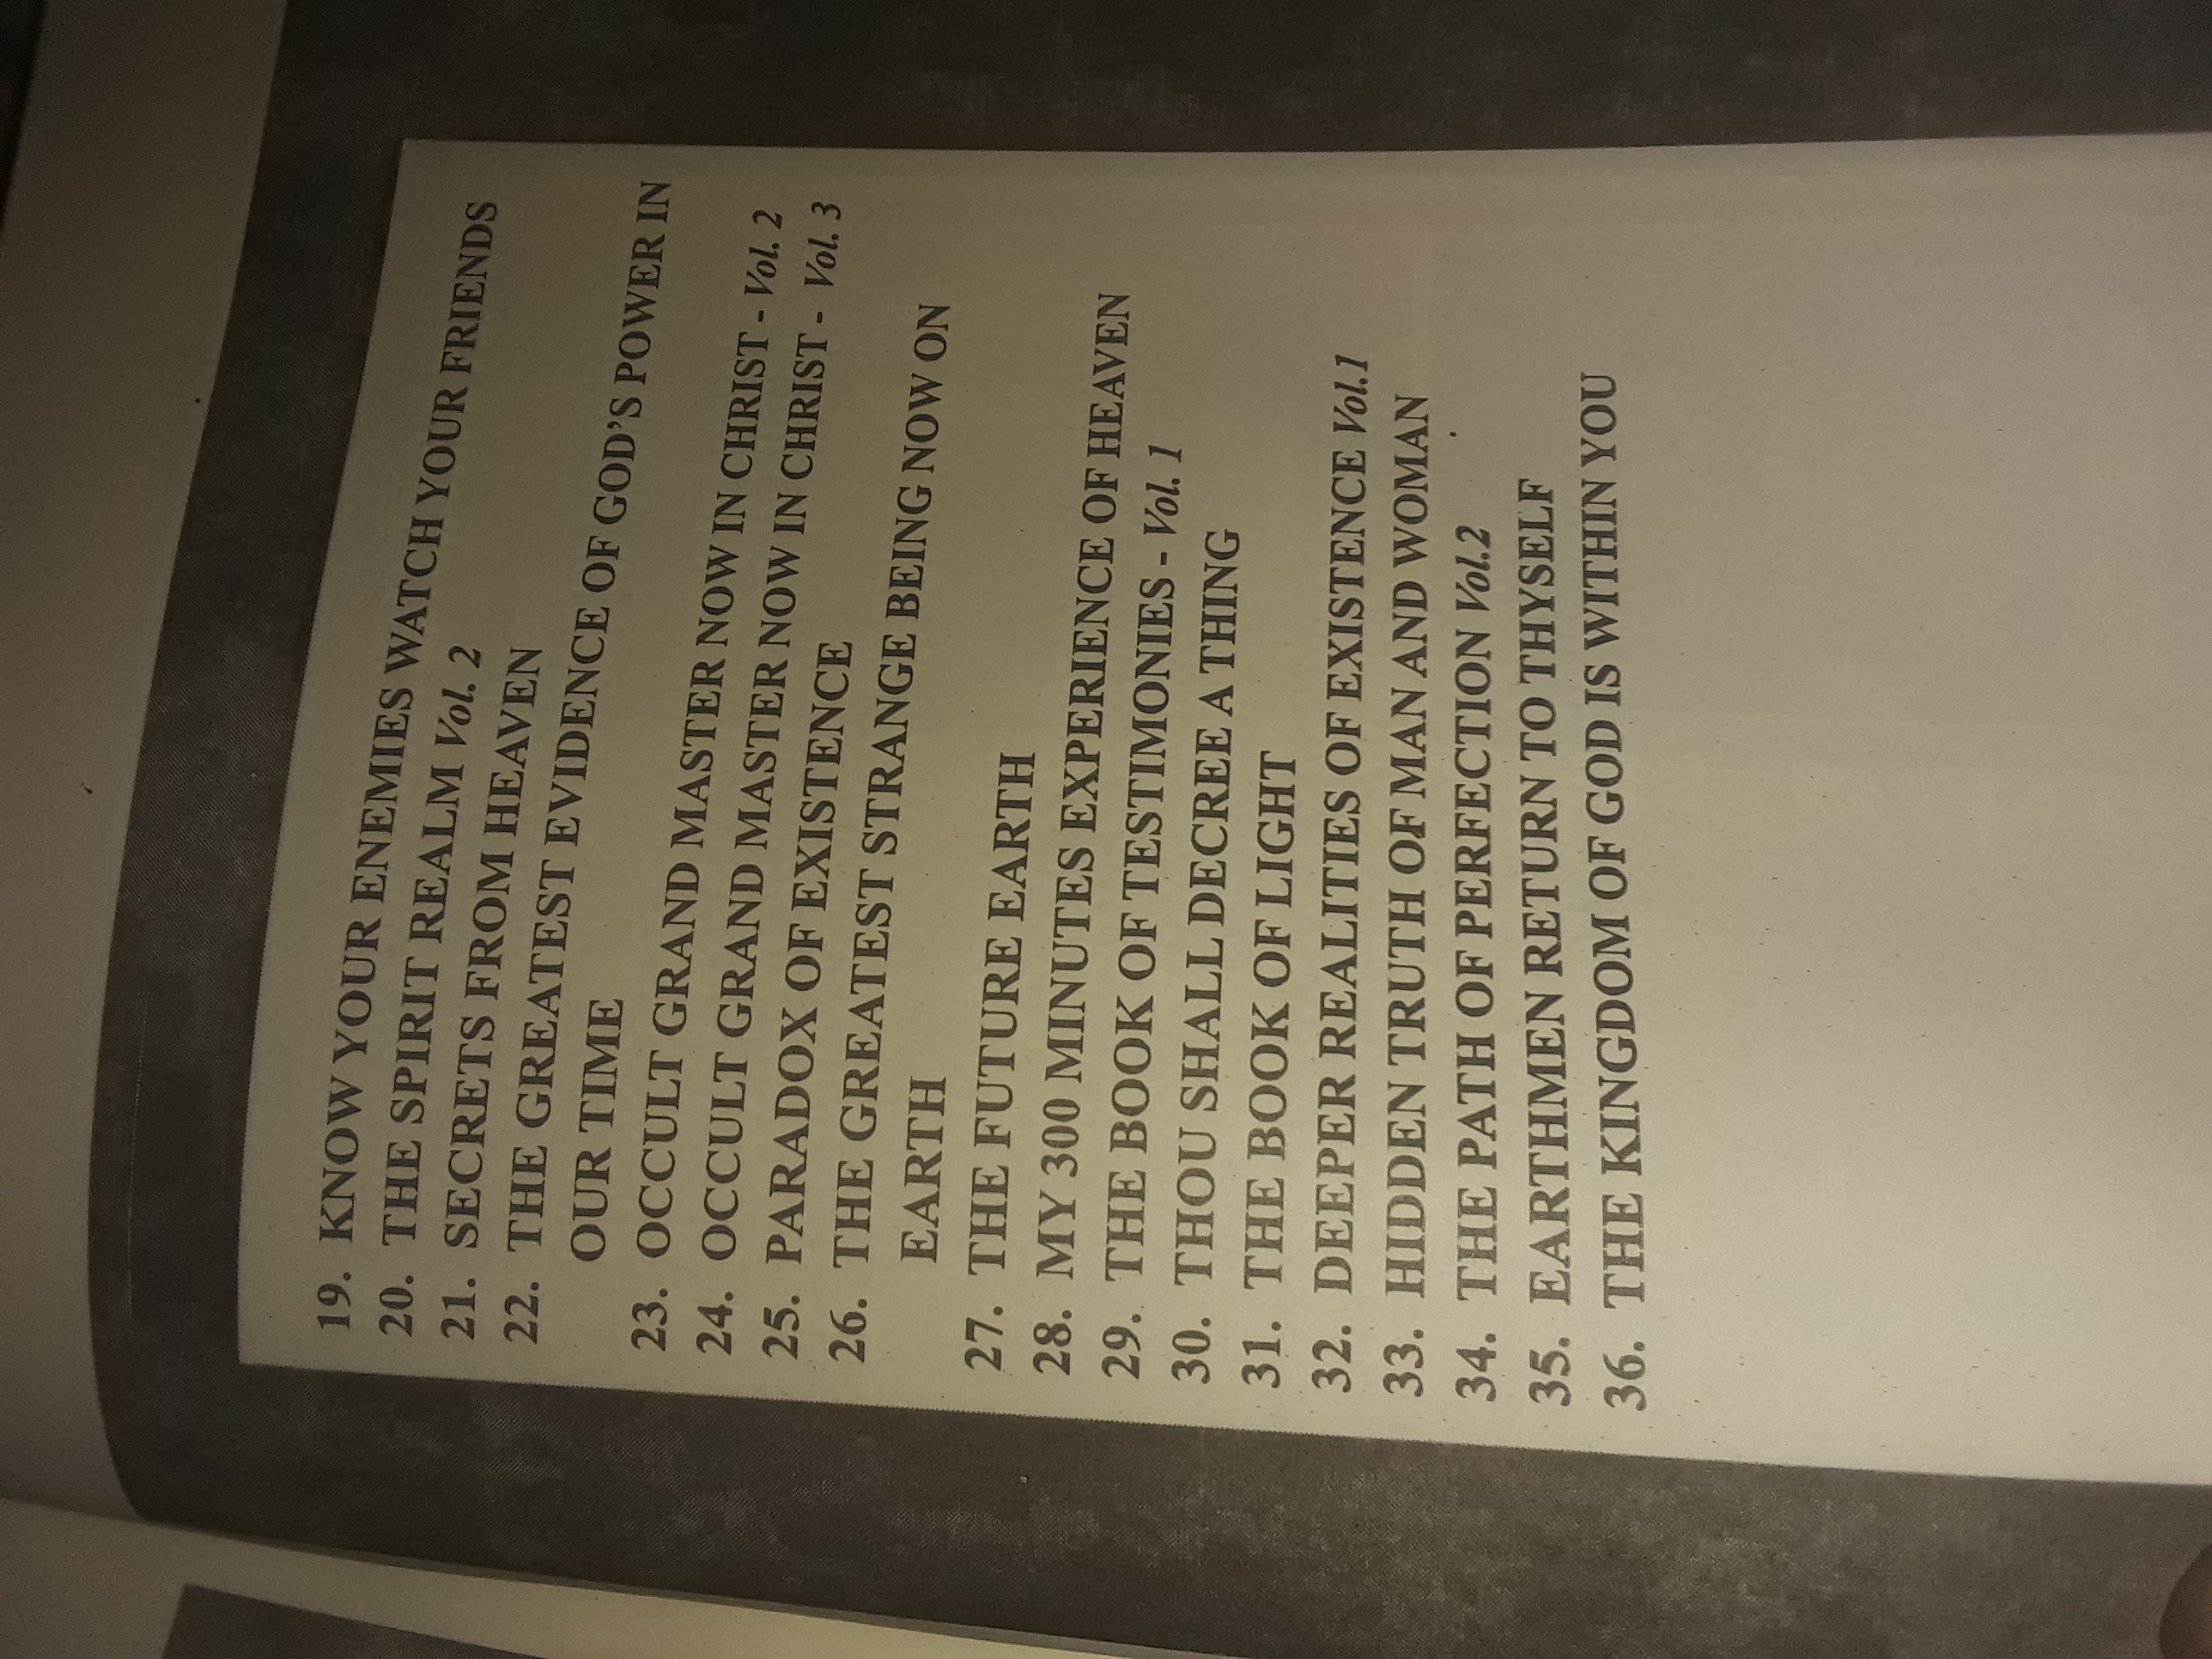 19. KNOW YOUR ENEMIES WATCH YOUR FRIENDS
20. THE SPIRIT REALM Vol. 2
21. SECRETS FROM HEAVEN
22. THE GREATEST EVIDENCE OF GOD'S POWER IN
OUR TIME
23. OCCULT GRAND MASTER NOW IN CHRIST - Vol. 2
24. OCCULT GRAND MASTER NOW IN CHRIST - Vol. 3
25. PARADOX OF EXISTENCE
26. THE GREATEST STRANGE BEING NOW ON
EARTH
27. THE FUTURE EARTH
28. MY 300 MINUTES EXPERIENCE OF HEAVEN
29. THE BOOK OF TESTIMONIES - Vol. 1
30. THOU SHALL DECREE A THING
31. THE BOOK OF LIGHT
32. DEEPER REALITIES OF EXISTENCE Vol.1
33. HIDDEN TRUTH OF MAN AND WOMAN
34. THE PATH OF PERFECTION Vol.2
35. EARTHMEN RETURN TO THYSELF
36. THE KINGDOM OF GOD IS WITHIN YOU